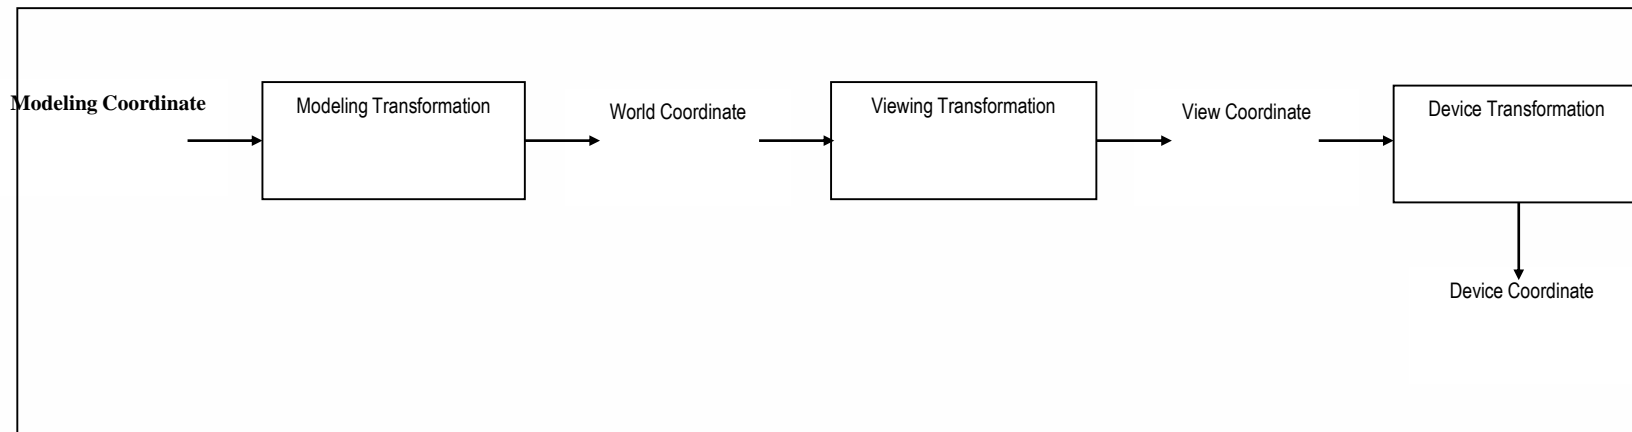 Modeling Coordinate
Modeling Transformation
World Coordinate
Viewing Transformation
View Coordinate
Device Transformation
Device Coordinate